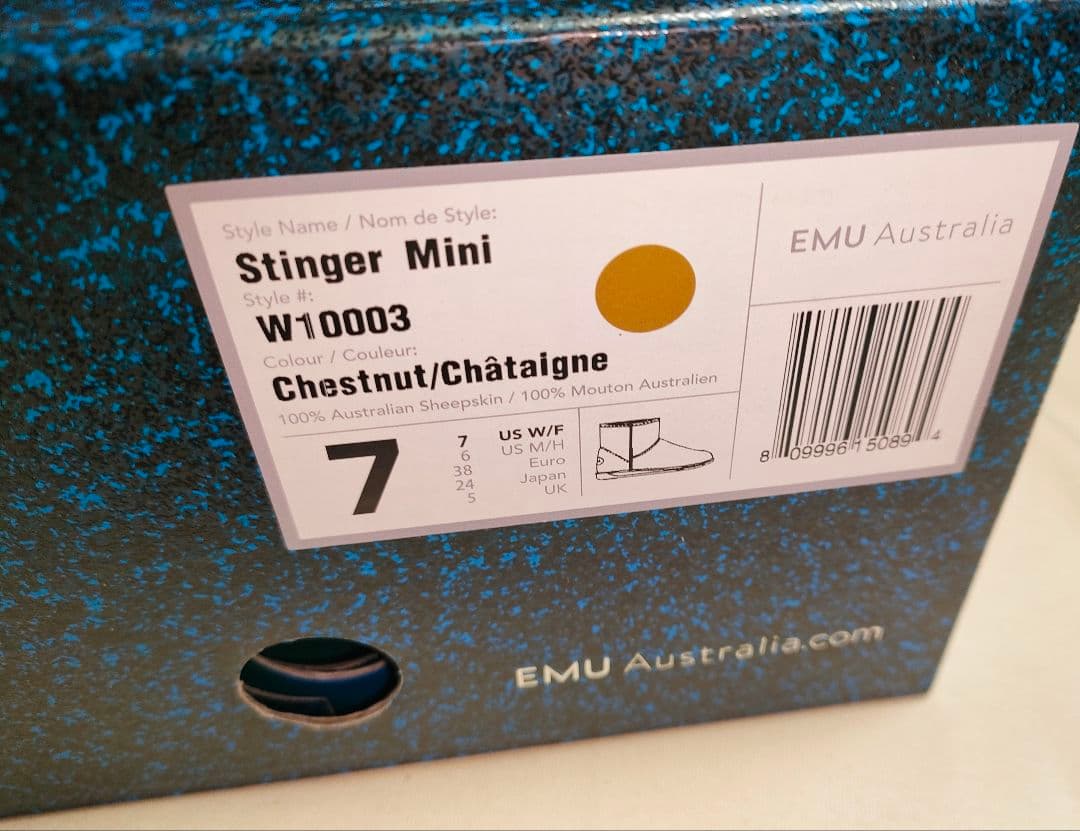 Style Name / Nom de Style:
Stinger Mini
Style #:
W10003
Colour / Couleur:
Chestnut/Châtaigne
100% Australian Sheepskin / 100% Mouton Australien
7
7 US W/F
6 US M/H
38 Euro
24 Japan
5 UK
EMU Australia
8 09996 15089 4
EMU Australia.com